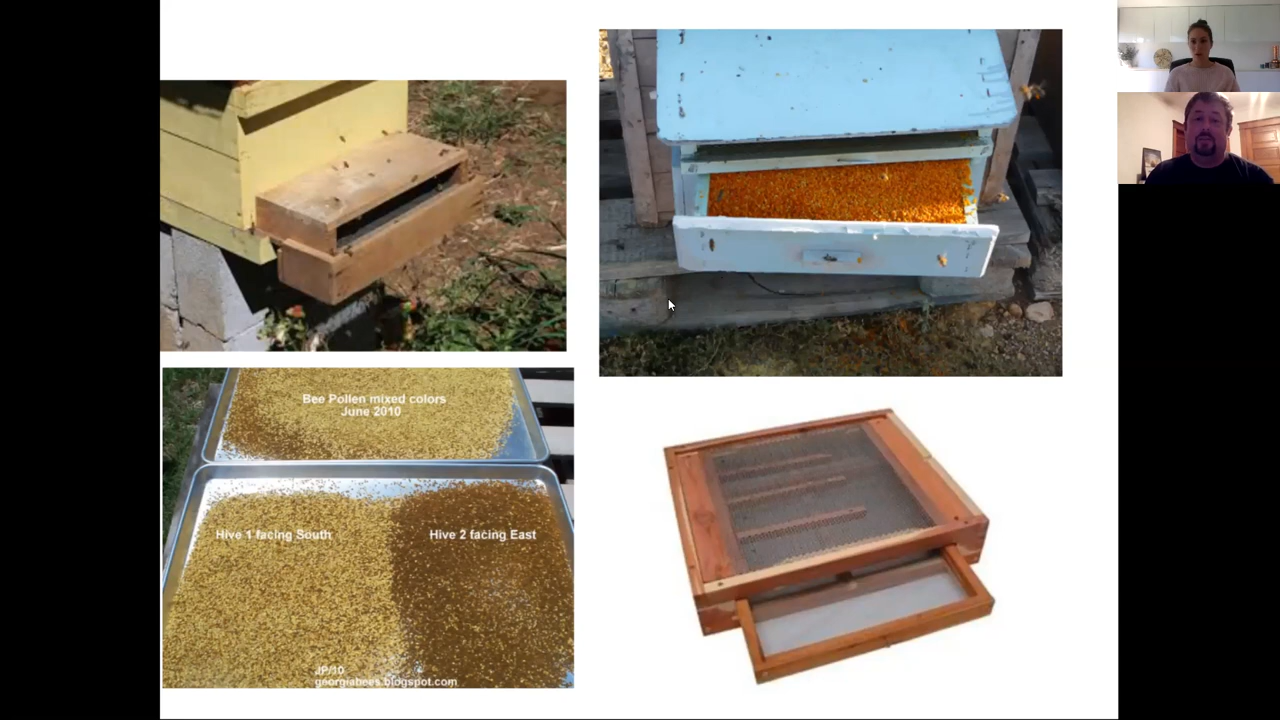 Bee Pollen mixed colors
June 2010
Hive 1 facing South
Hive 2 facing East
JP/10
georgiabees.blogspot.com